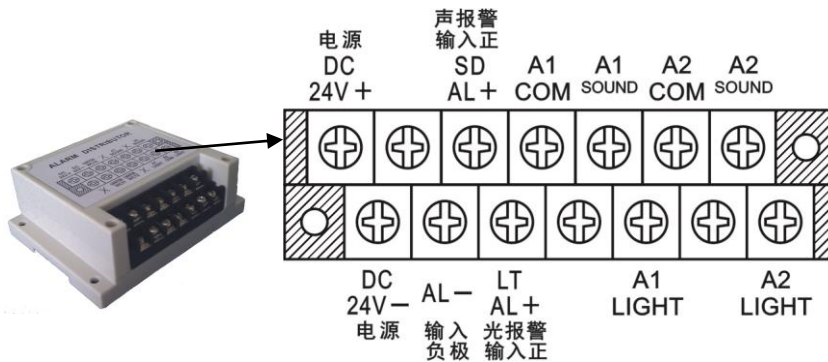 电源
DC
24V+
声报警
输入正
SD
AL+
A1
COM
A1
SOUND
A2
COM
A2
SOUND
ALARM DISTRIBUTOR
DC
24V-
电源
AL-
输入
负极
LT
AL+
光报警
输入正
A1
LIGHT
A2
LIGHT